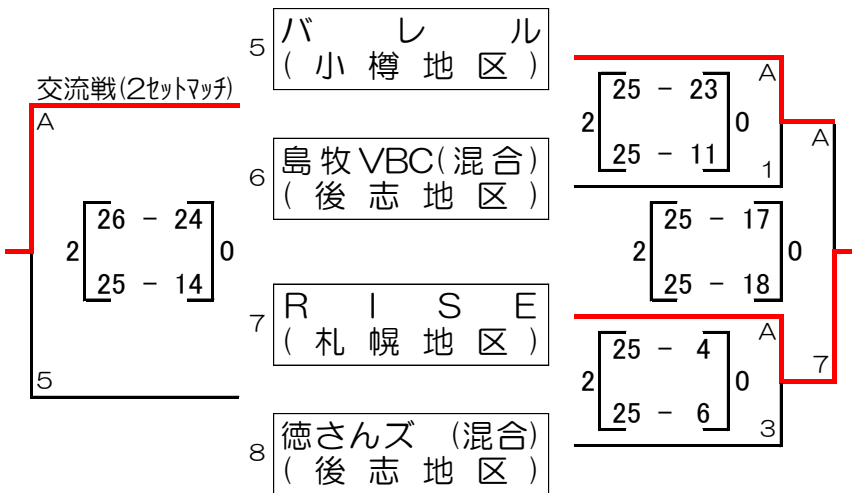 交流戦(2セットマッチ)
A
26 - 24
2 0
25 - 14
5
5
バレル
(小樽地区)
6
島牧VBC(混合)
(後志地区)
7
RISE
(札幌地区)
8
徳さんズ (混合)
(後志地区)
A
25 - 23
2 0
25 - 11
1
A
25 - 17
2 0
25 - 18
7
A
25 - 4
2 0
25 - 6
3